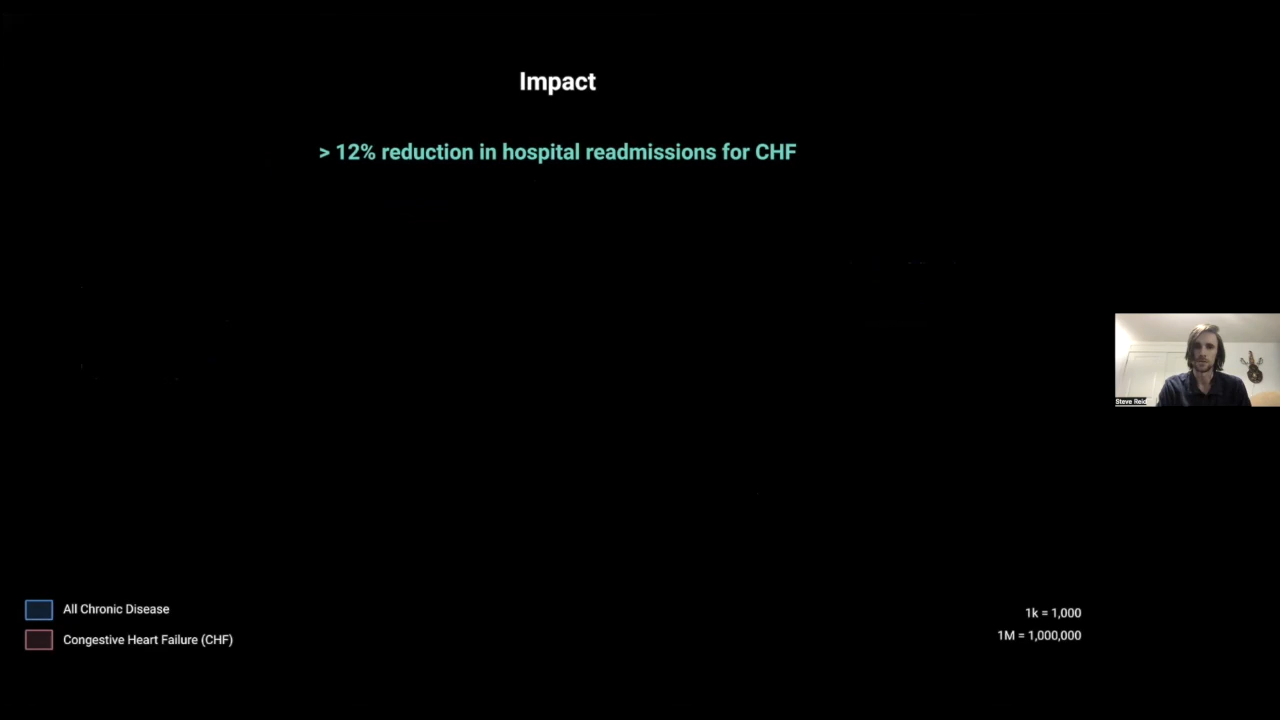 Impact
> 12% reduction in hospital readmissions for CHF
Steve Reid
All Chronic Disease
Congestive Heart Failure (CHF)
1k = 1,000
1M = 1,000,000